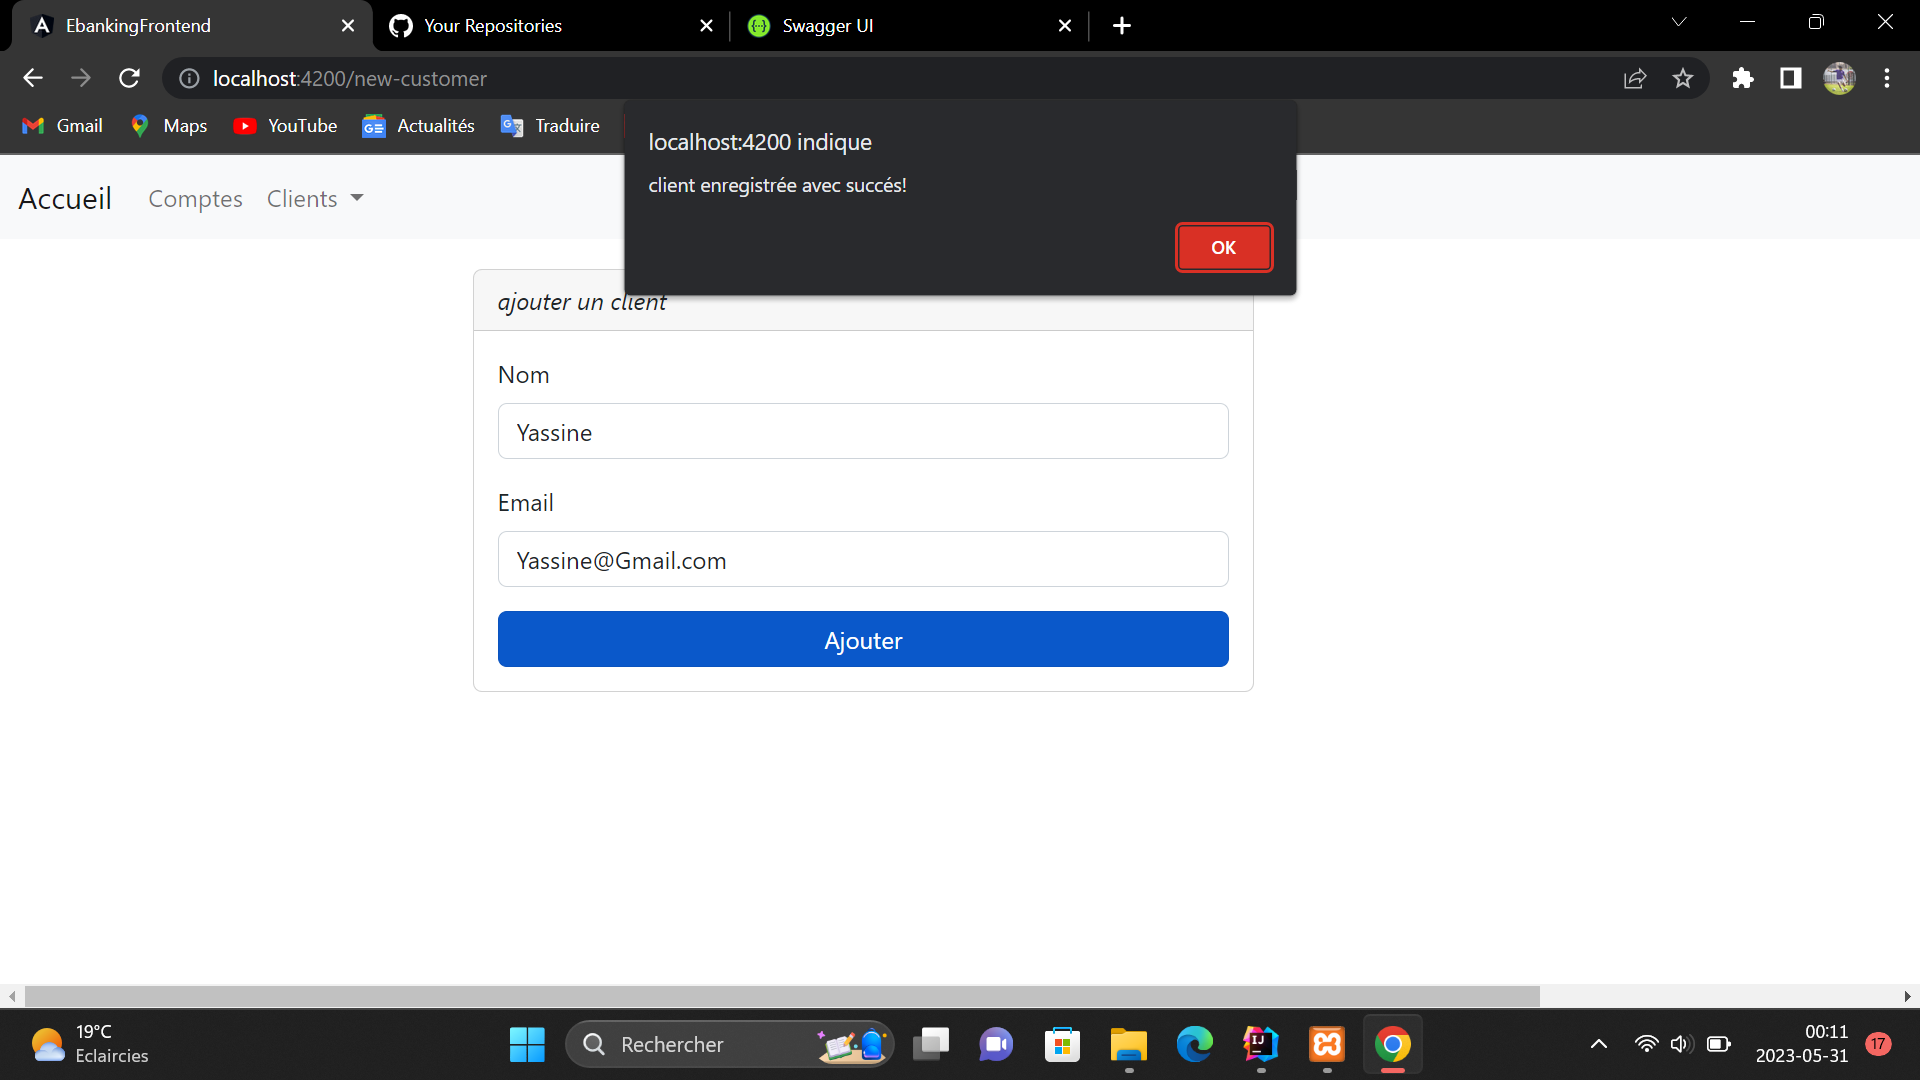 EbankingFrontend
Your Repositories
Swagger UI
localhost:4200/new-customer
Gmail
Maps
YouTube
Actualités
Traduire
localhost:4200 indique
client enregistrée avec succés!
OK
Accueil
Comptes
Clients
ajouter un client
Nom
Yassine
Email
Yassine@Gmail.com
Ajouter
19°C
Eclaircies
Rechercher
00:11
2023-05-31
17